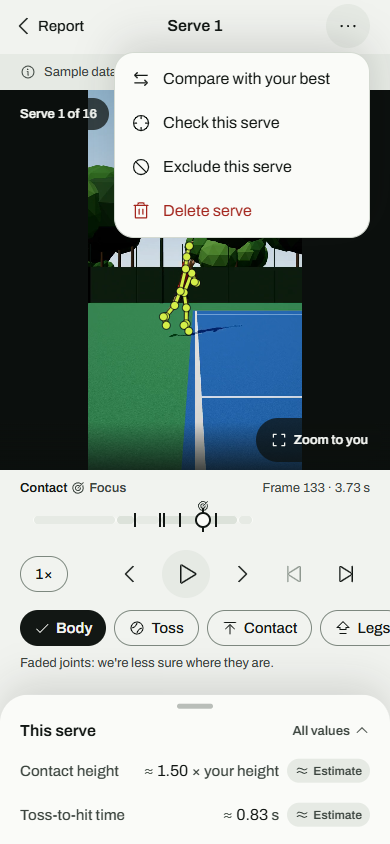 Report
Serve 1
Sample data
Compare with your best
Serve 1 of 16
Check this serve
Exclude this serve
Delete serve
Zoom to you
Contact Focus
Frame 133 · 3.73 s
1×
Body
Toss
Contact
Legs
Faded joints: we're less sure where they are.
This serve
All values
Contact height ≈ 1.50 × your height ≈ Estimate
Toss-to-hit time ≈ 0.83 s ≈ Estimate